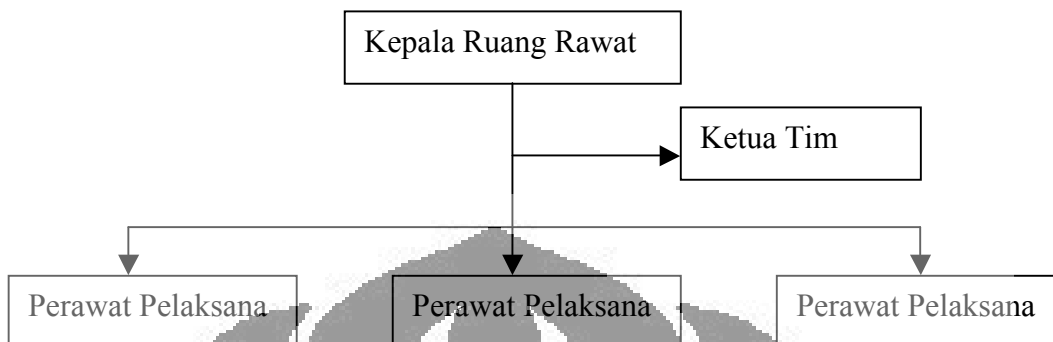 Kepala Ruang Rawat
Ketua Tim
Perawat Pelaksana
Perawat Pelaksana
Perawat Pelaksana